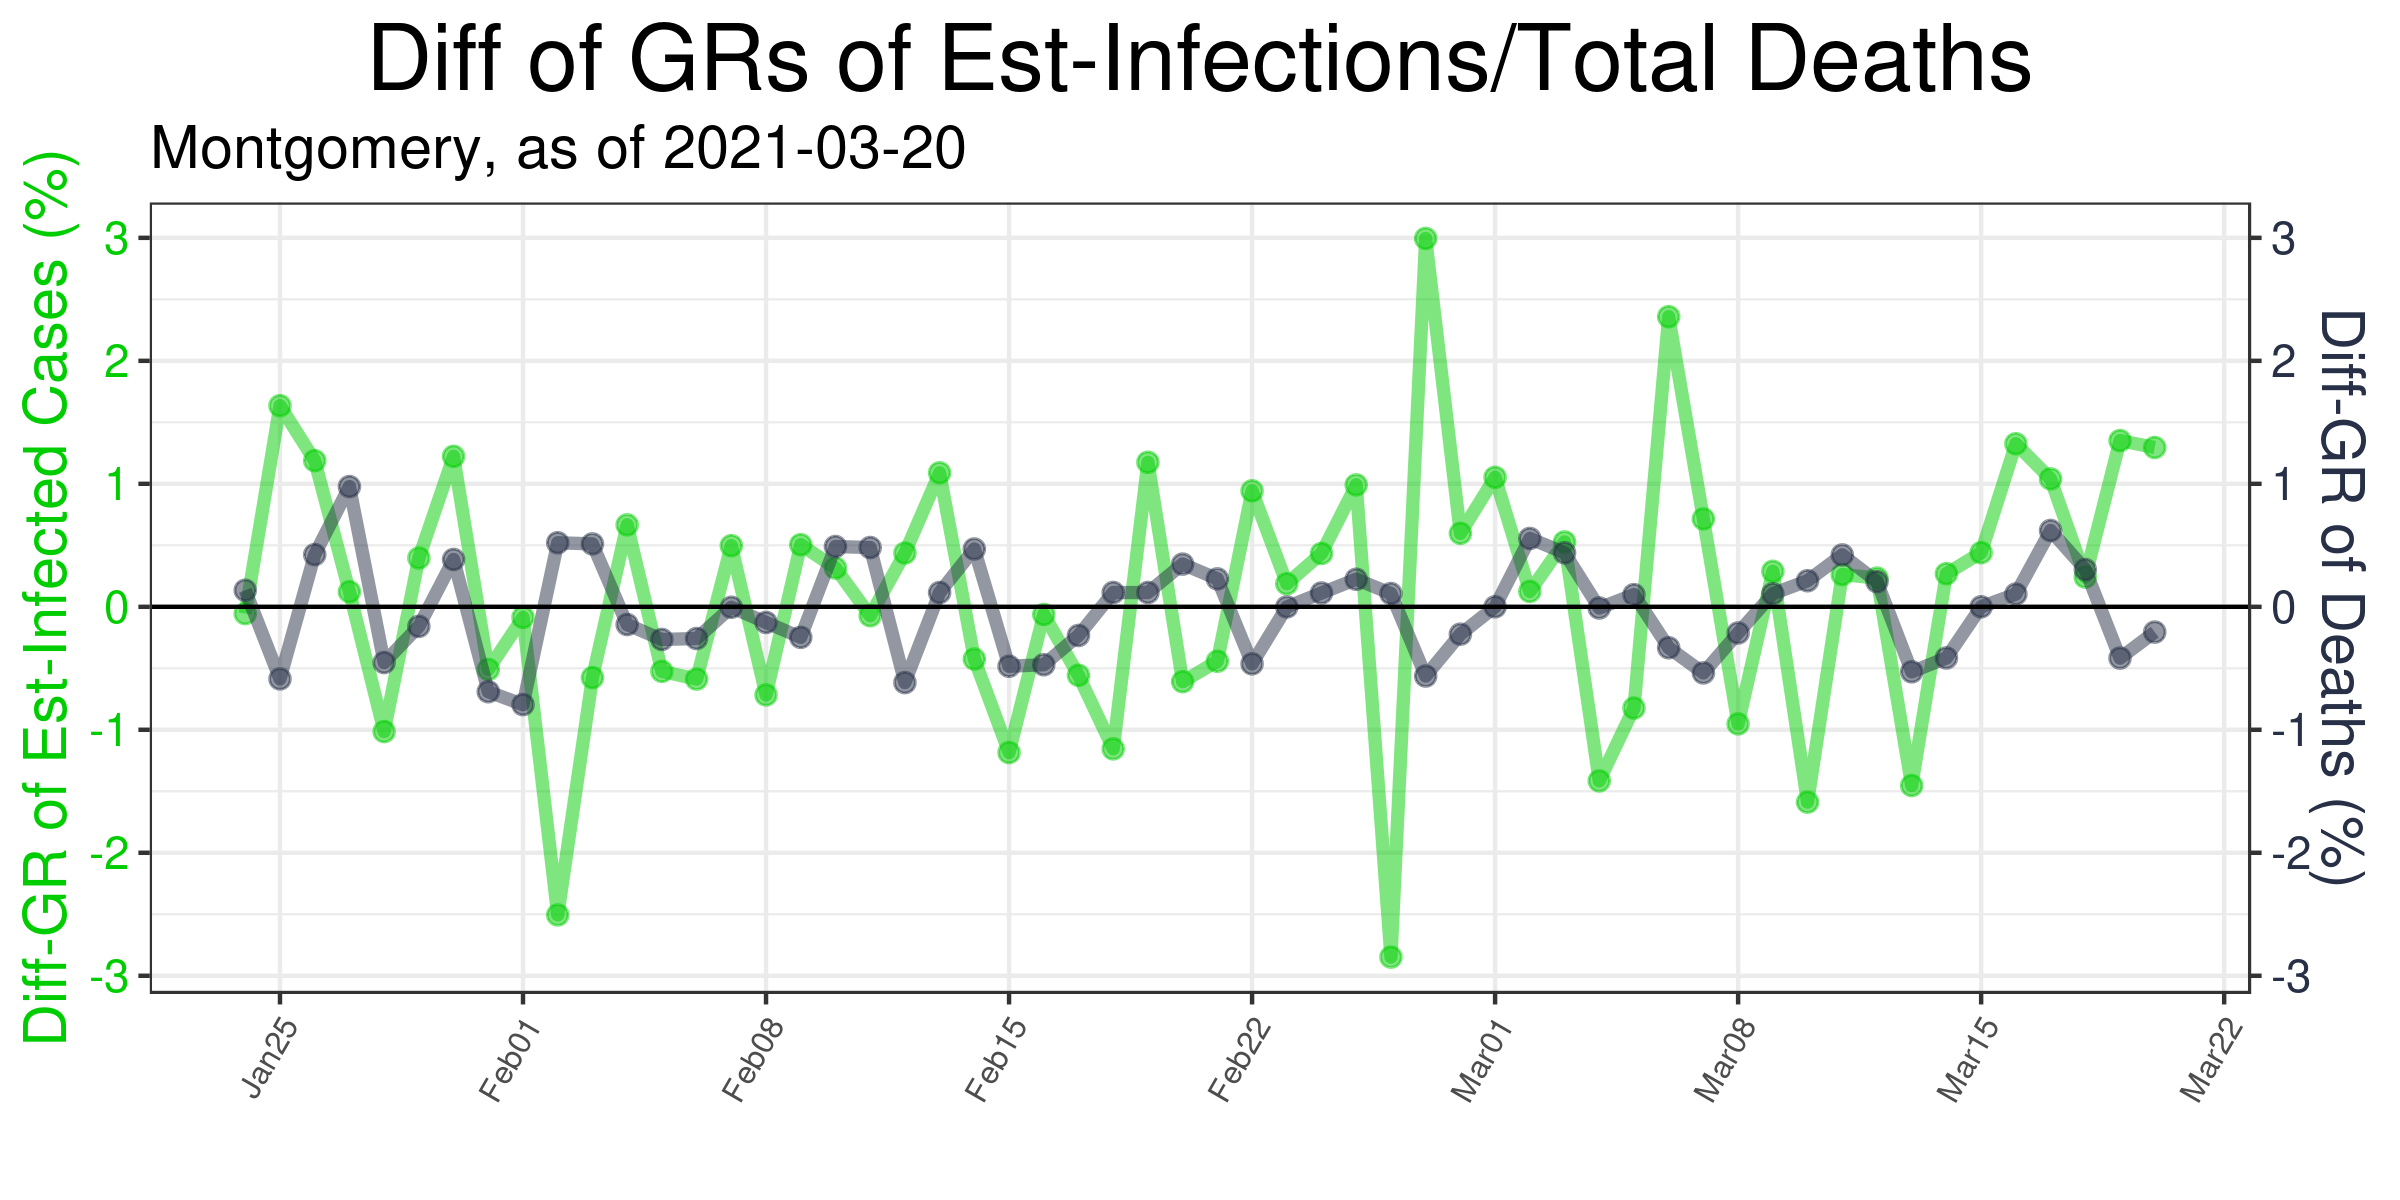 Diff of GRs of Est-Infections/Total Deaths
Montgomery, as of 2021-03-20
Diff-GR of Est-Infected Cases (%)
3
2
1
0
-1
-2
-3
3
2
1
0
-1
-2
-3
Diff-GR of Deaths (%)
Jan25
Feb01
Feb08
Feb15
Feb22
Mar01
Mar08
Mar15
Mar22